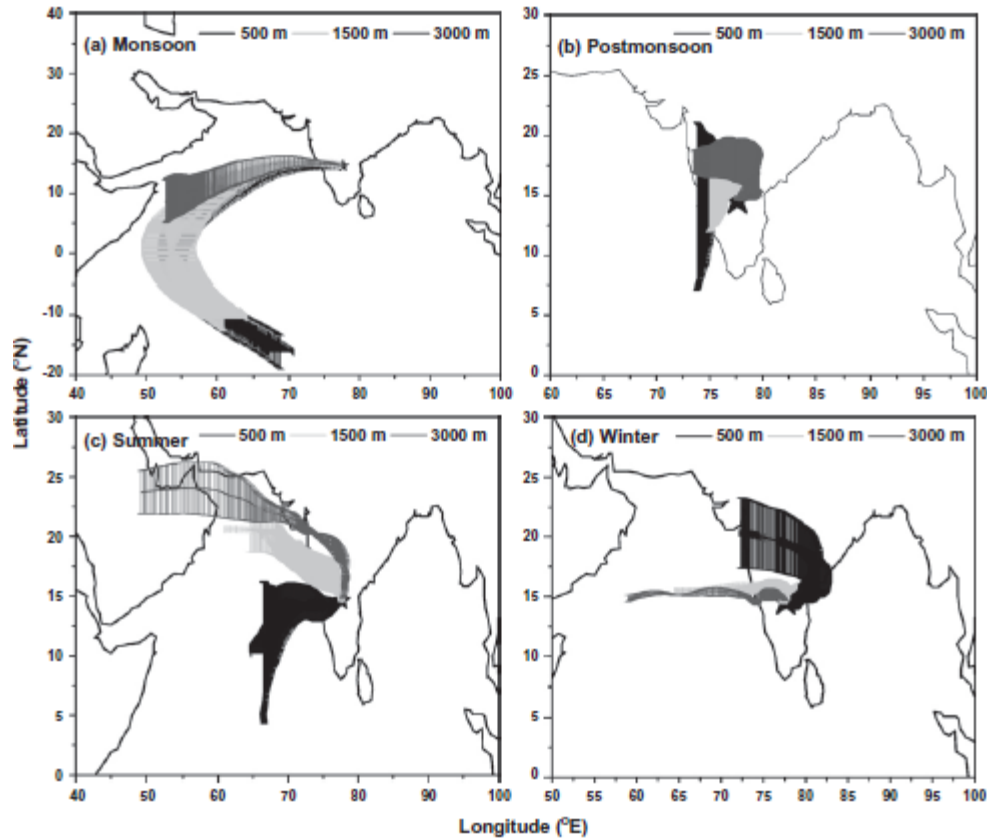 (a) Monsoon
500 m 1500 m 3000 m
40
30
20
10
0
-10
-20
40 50 60 70 80 90 100
(b) Postmonsoon
500 m 1500 m 3000 m
30
25
20
15
10
5
0
60 65 70 75 80 85 90 95 100
(c) Summer
500 m 1500 m 3000 m
30
25
20
15
10
5
0
40 50 60 70 80 90 100
(d) Winter
500 m 1500 m 3000 m
30
25
20
15
10
5
0
50 55 60 65 70 75 80 85 90 95 100
Latitude (°N)
Longitude (°E)